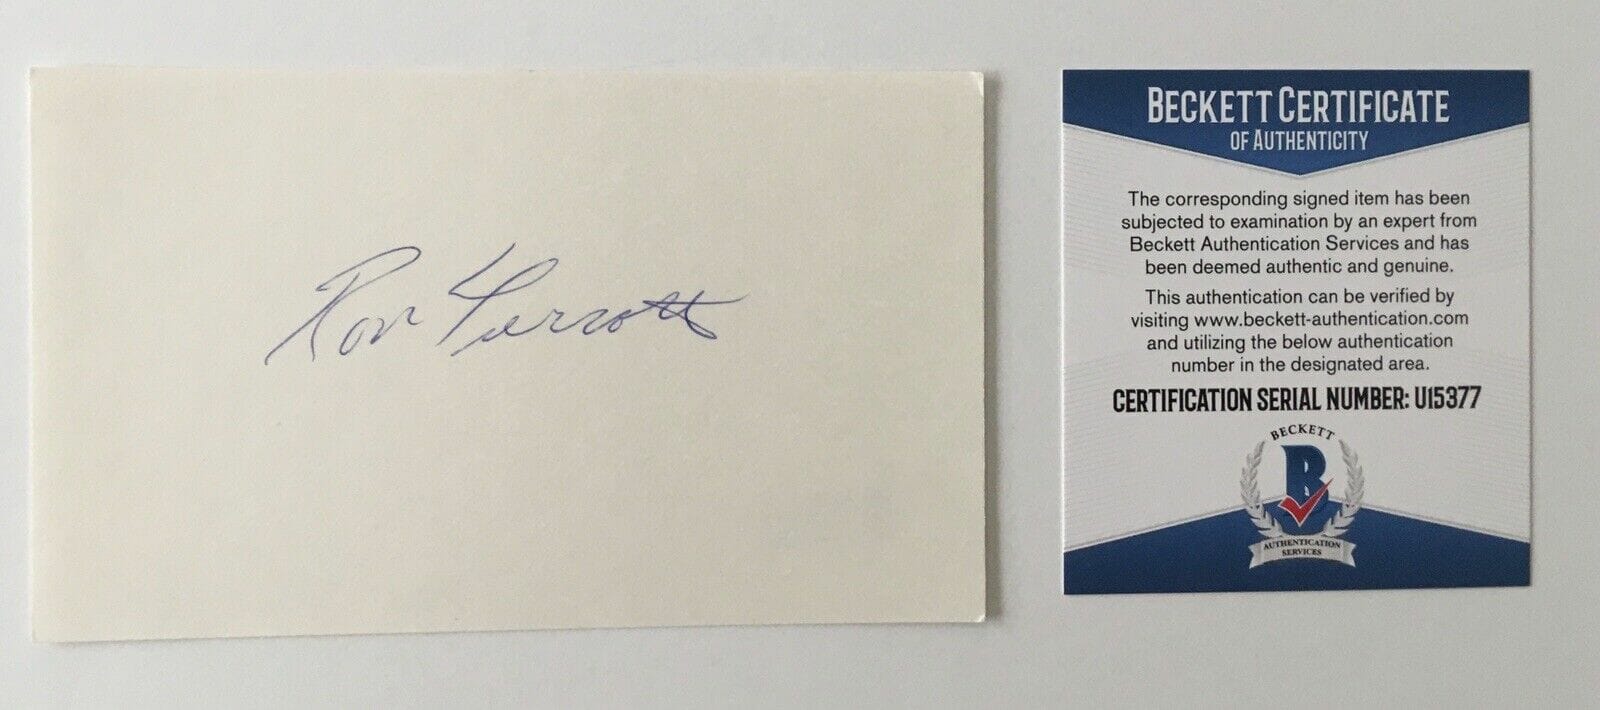 Ron Turcotte
BECKETT CERTIFICATE
OF AUTHENTICITY
The corresponding signed item has been
subjected to examination by an expert from
Beckett Authentication Services and has
been deemed authentic and genuine.
This authentication can be verified by
visiting www.beckett-authentication.com
and utilizing the below authentication
number in the designated area.
CERTIFICATION SERIAL NUMBER: U15377
BECKETT
B
AUTHENTICATION
SERVICES